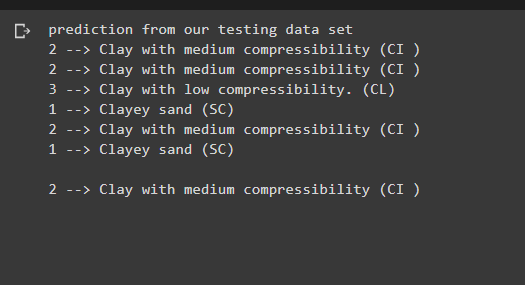 prediction from our testing data set
2 --> Clay with medium compressibility (CI )
2 --> Clay with medium compressibility (CI )
3 --> Clay with low compressibility. (CL)
1 --> Clayey sand (SC)
2 --> Clay with medium compressibility (CI )
1 --> Clayey sand (SC)
2 --> Clay with medium compressibility (CI )